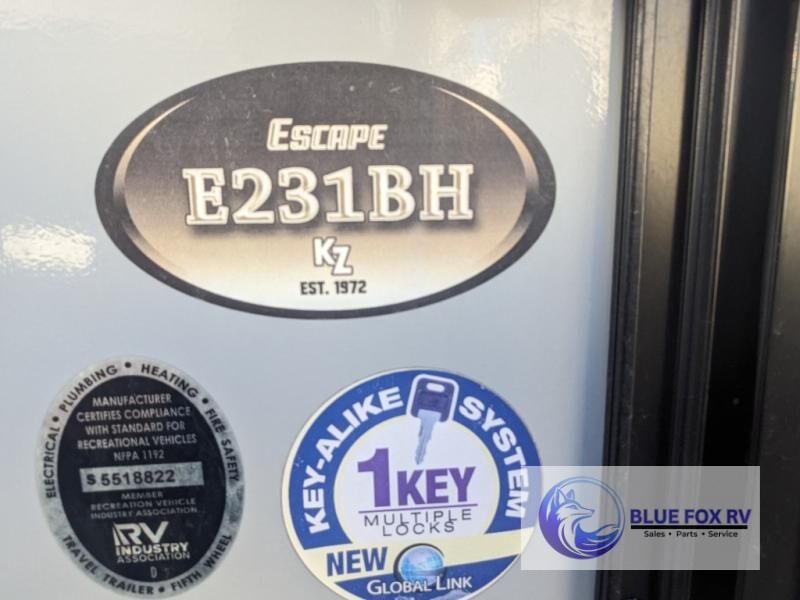 Escape
E231BH
KZ
EST. 1972
ELECTRICAL • PLUMBING • HEATING • FIRE SAFETY
MANUFACTURER
CERTIFIES COMPLIANCE
WITH STANDARD FOR
RECREATIONAL VEHICLES
NFPA 1192
S 5518822
MEMBER
RECREATION VEHICLE
INDUSTRY ASSOCIATION
RV
INDUSTRY
ASSOCIATION
D
TRAVEL TRAILER • FIFTH WHEEL
KEY-ALIKE SYSTEM
1 KEY
MULTIPLE
LOCKS
NEW
GLOBAL LINK
BLUE FOX RV
Sales • Parts • Service